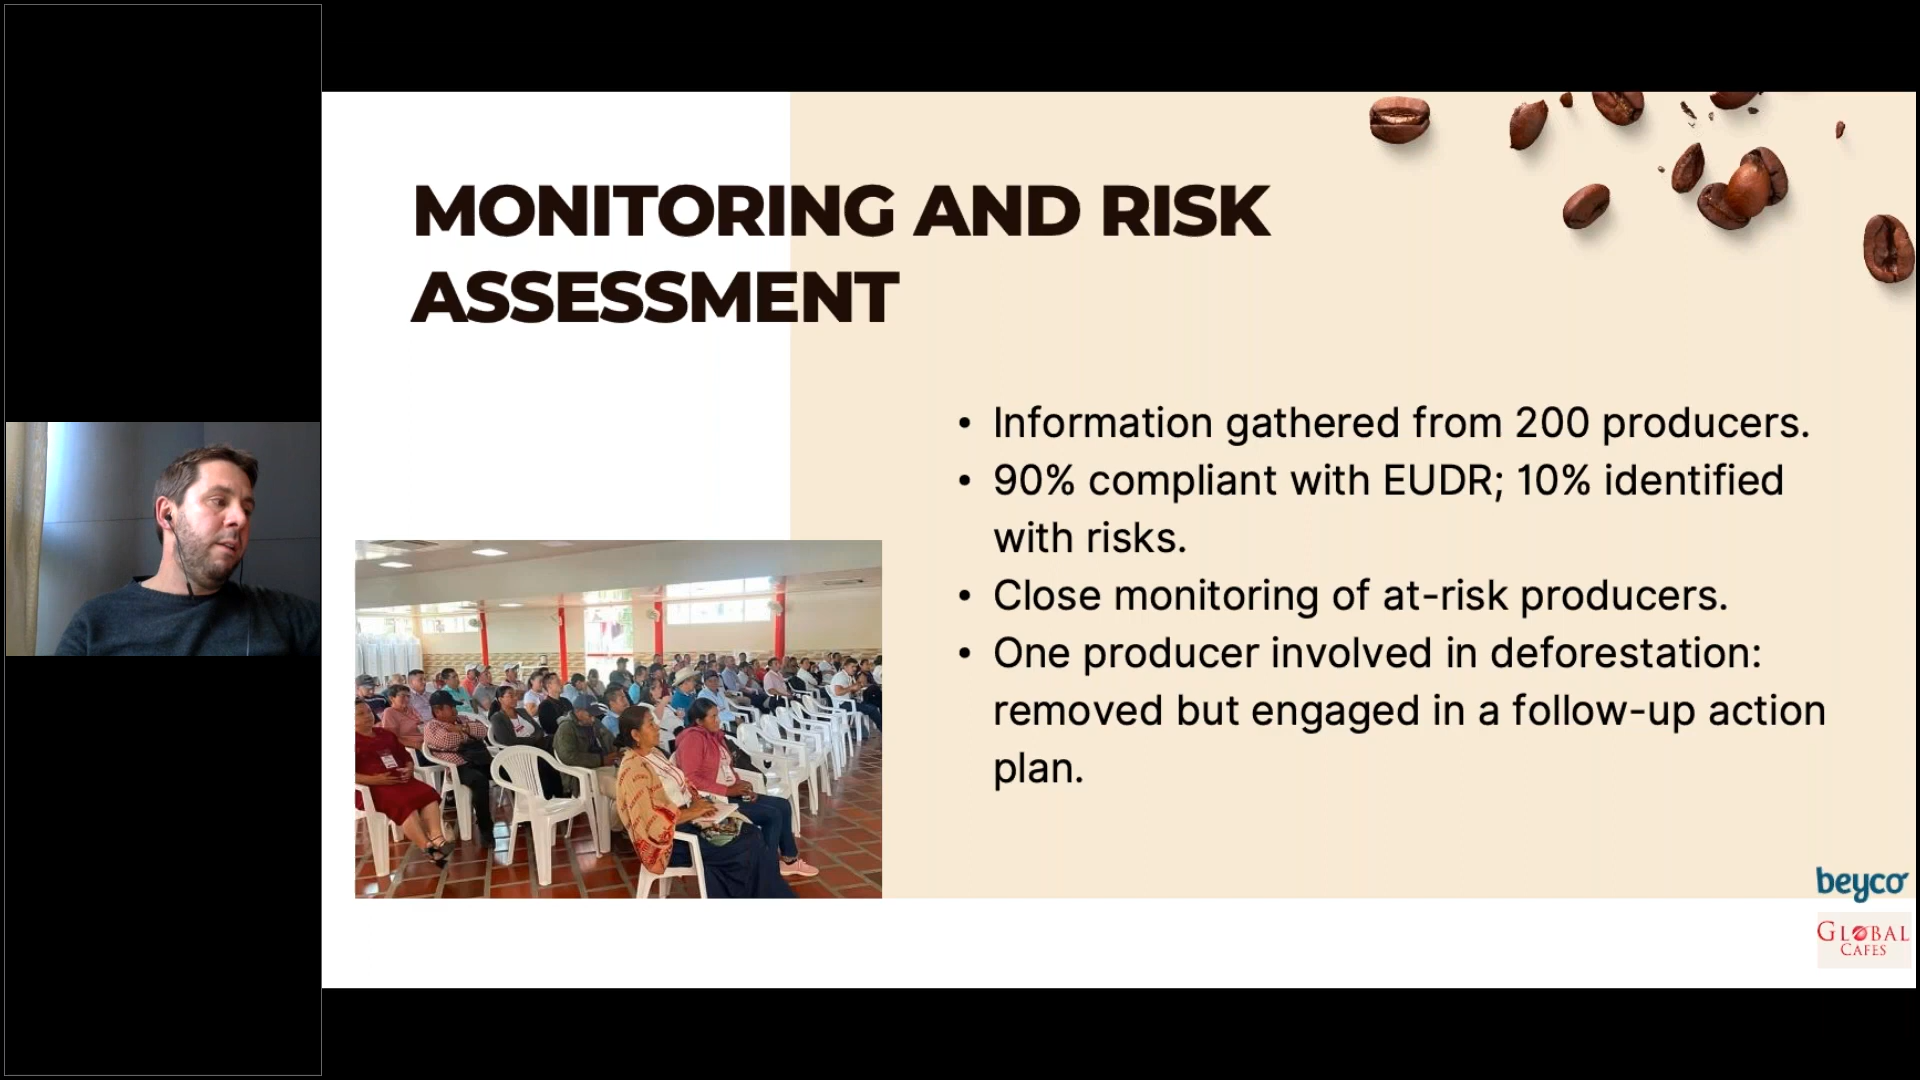 MONITORING AND RISK
ASSESSMENT
• Information gathered from 200 producers.
• 90% compliant with EUDR; 10% identified
with risks.
• Close monitoring of at-risk producers.
• One producer involved in deforestation:
removed but engaged in a follow-up action
plan.
beyco
GLOBAL
CAFES